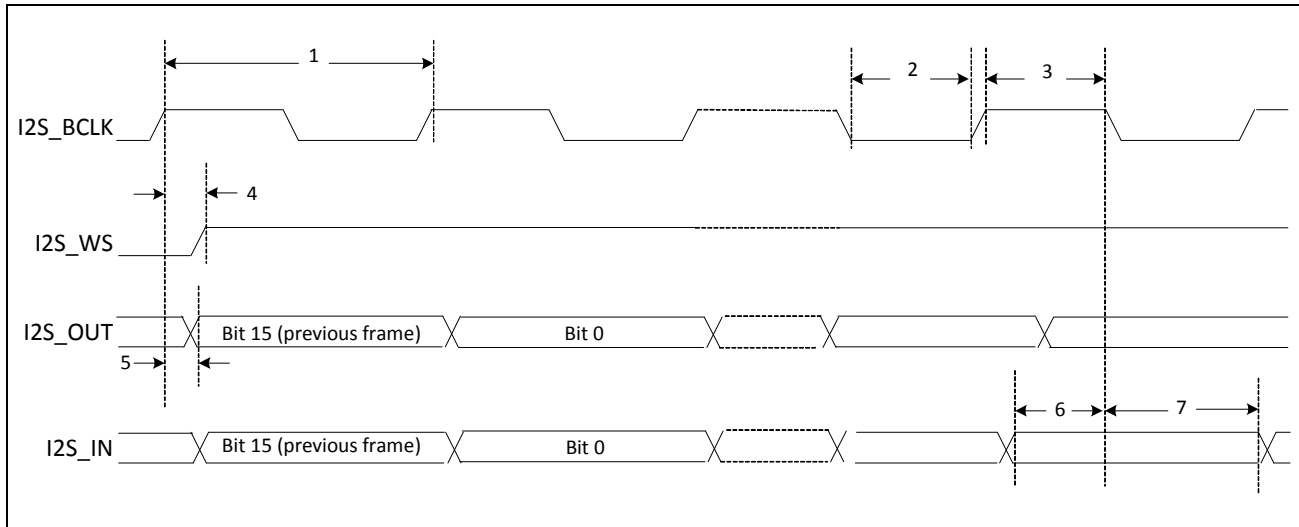 1
2
3
I2S_BCLK
4
I2S_WS
I2S_OUT
Bit 15 (previous frame)
Bit 0
5
6
7
I2S_IN
Bit 15 (previous frame)
Bit 0